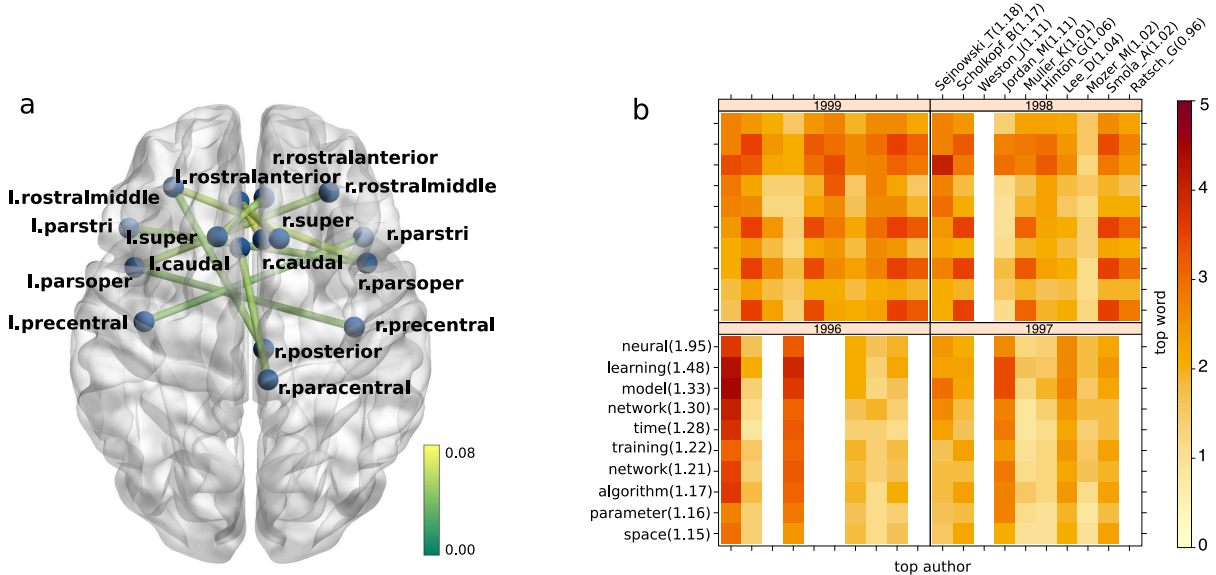 a
r.rostralanterior
l.rostralanterior
l.rostralmiddle
r.rostralmiddle
l.parstri
r.super
l.super
r.parstri
l.caudal
r.caudal
l.parsoper
r.parsoper
l.precentral
r.precentral
r.posterior
r.paracentral
0.08
0.00
b
Sejnowski_T(1.18)
Scholkopf_B(1.17)
Weston_J(1.11)
Jordan_M(1.11)
Muller_K(1.01)
Hinton_G(1.06)
Lee_D(1.04)
Mozer_M(1.02)
Smola_A(1.02)
Ratsch_G(0.96)
1999
1998
1996
1997
neural(1.95)
learning(1.48)
model(1.33)
network(1.30)
time(1.28)
training(1.22)
network(1.21)
algorithm(1.17)
parameter(1.16)
space(1.15)
top author
top word
5
4
3
2
1
0